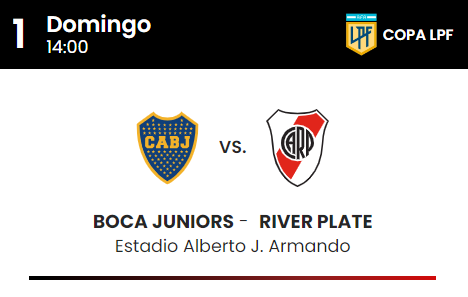 1 Domingo
14:00
LPF COPA LPF
CABJ VS. CARP
BOCA JUNIORS - RIVER PLATE
Estadio Alberto J. Armando